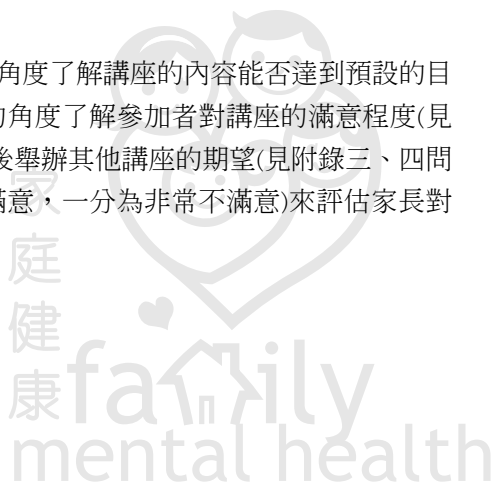 角度了解講座的內容能否達到預設的目
的角度了解參加者對講座的滿意程度(見
後舉辦其他講座的期望(見附錄三、四問
滿意，一分為非常不滿意)來評估家長對
家
庭
健
康
family
mental health